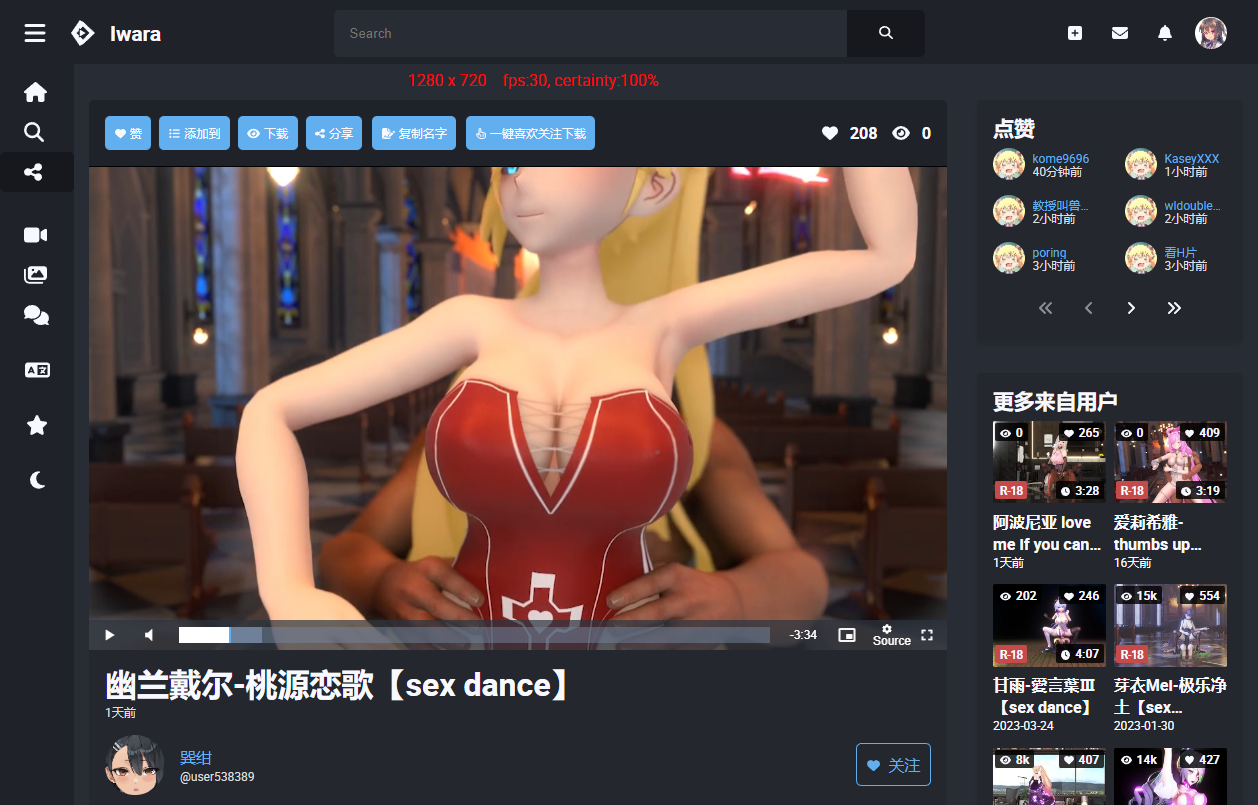 Iwara
Search
1280 x 720 fps:30, certainty:100%
赞
添加到
下载
分享
复制名字
一键喜欢关注下载
208
0
-3:34
Source
幽兰戴尔-桃源恋歌【sex dance】
1天前
巽绀
@user538389
关注
点赞
kome9696
40分钟前
KaseyXXX
1小时前
教授叫兽...
2小时前
wldouble...
2小时前
poring
3小时前
看H片
3小时前
更多来自用户
0
265
R-18
3:28
阿波尼亚 love
me If you can...
1天前
0
409
R-18
3:19
爱莉希雅-
thumbs up...
16天前
202
246
R-18
4:07
甘雨-愛言葉Ⅲ
【sex dance】
2023-03-24
15k
554
R-18
芽衣Mei-极乐净
土【sex...
2023-01-30
8k
407
14k
427